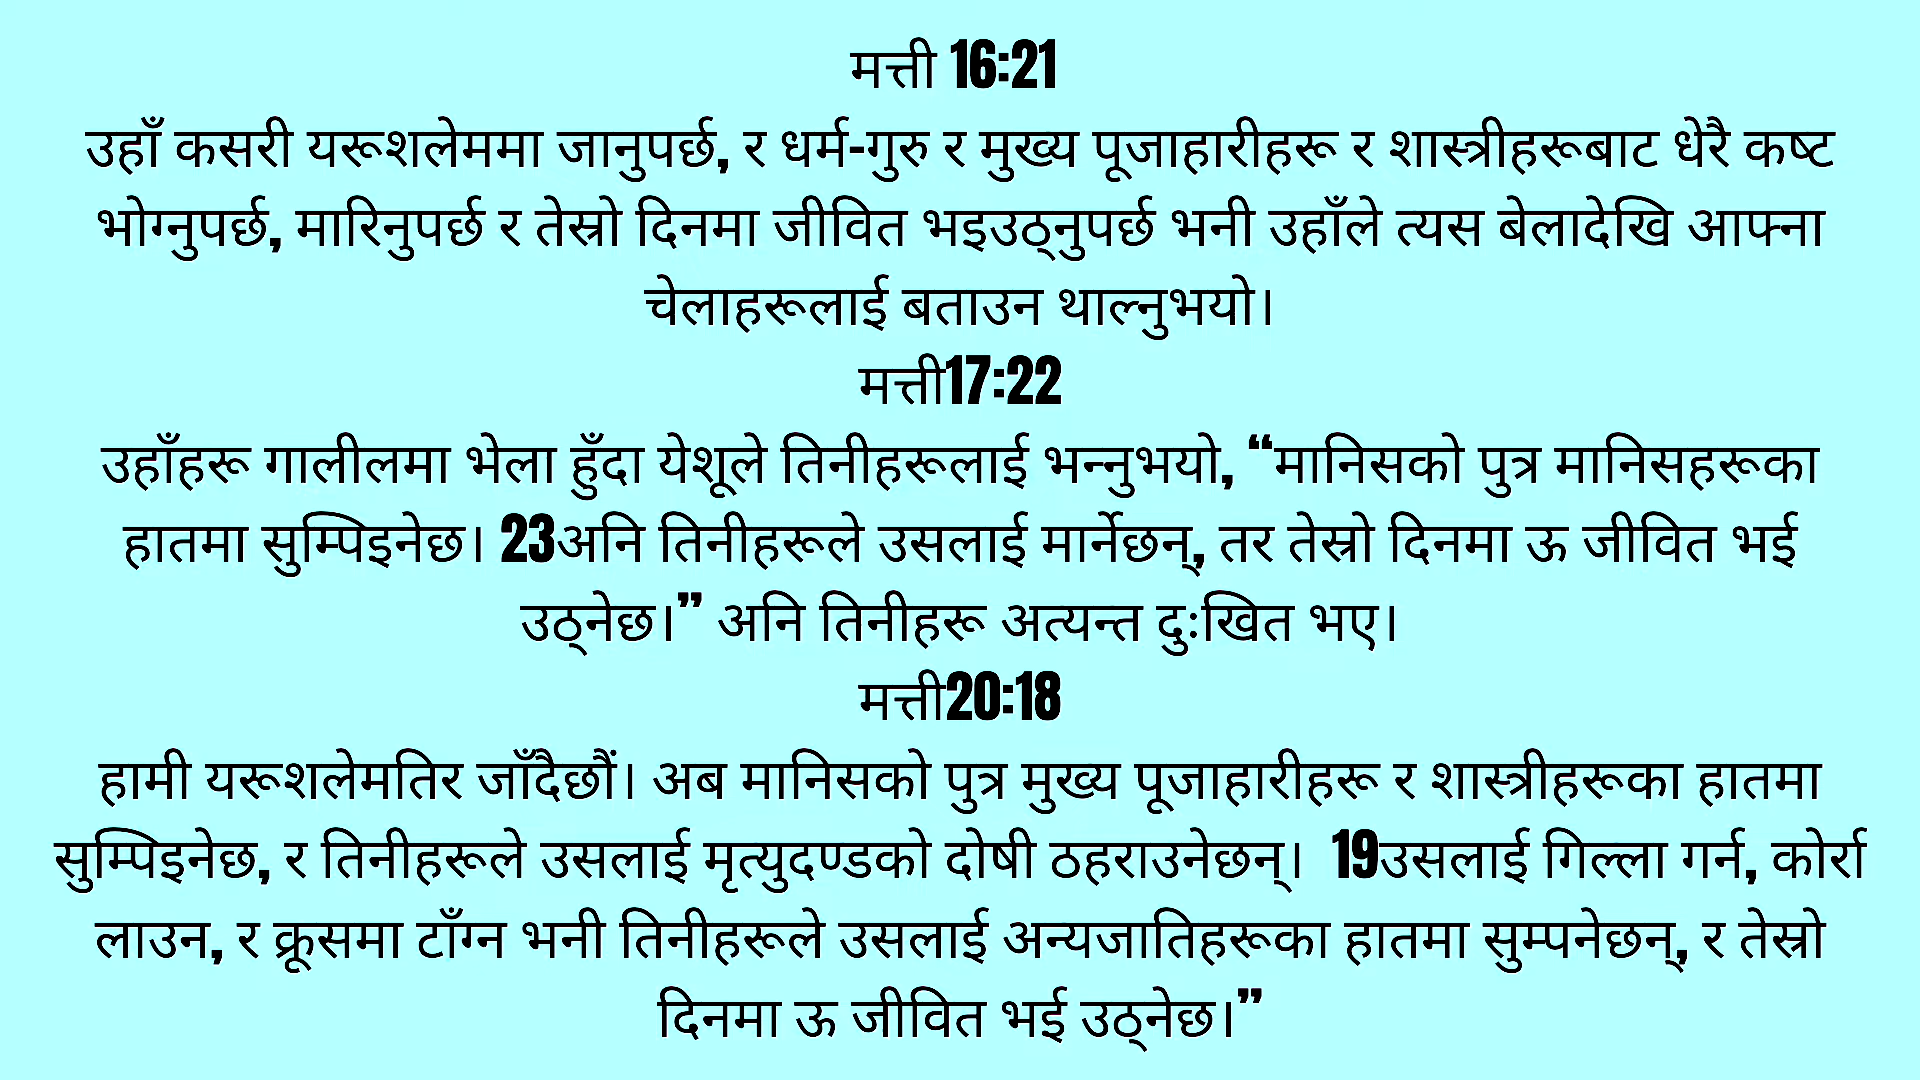 मत्ती 16:21
उहाँ कसरी यरूशलेममा जानुपर्छ, र धर्म-गुरु र मुख्य पूजाहारीहरू र शास्त्रीहरूबाट धेरै कष्ट
भोग्नुपर्छ, मारिनुपर्छ र तेस्रो दिनमा जीवित भइउठ्नुपर्छ भनी उहाँले त्यस बेलादेखि आफ्ना
चेलाहरूलाई बताउन थाल्नुभयो।
मत्ती17:22
उहाँहरू गालीलमा भेला हुँदा येशूले तिनीहरूलाई भन्नुभयो, “मानिसको पुत्र मानिसहरूका
हातमा सुम्पिइनेछ। 23अनि तिनीहरूले उसलाई मार्नेछन्, तर तेस्रो दिनमा ऊ जीवित भई
उठ्नेछ।” अनि तिनीहरू अत्यन्त दुःखित भए।
मत्ती20:18
हामी यरूशलेमतिर जाँदैछौं। अब मानिसको पुत्र मुख्य पूजाहारीहरू र शास्त्रीहरूका हातमा
सुम्पिइनेछ, र तिनीहरूले उसलाई मृत्युदण्डको दोषी ठहराउनेछन्।  19उसलाई गिल्ला गर्न, कोर्रा
लाउन, र क्रूसमा टाँग्न भनी तिनीहरूले उसलाई अन्यजातिहरूका हातमा सुम्पनेछन्, र तेस्रो
दिनमा ऊ जीवित भई उठ्नेछ।”